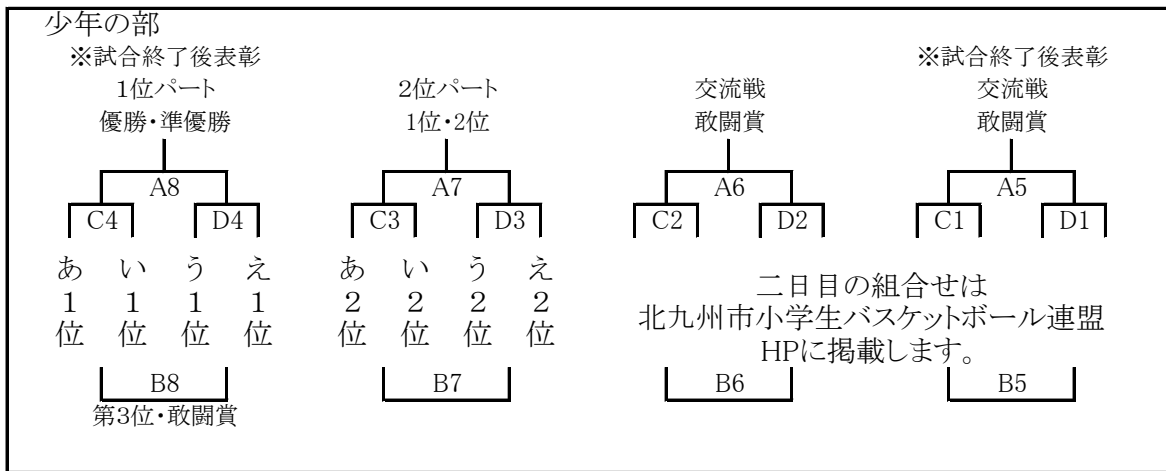 少年の部
※試合終了後表彰 ※試合終了後表彰
1位パート 2位パート 交流戦 交流戦
優勝・準優勝 1位・2位 敢闘賞 敢闘賞
A8 A7 A6 A5
C4 D4 C3 D3 C2 D2 C1 D1
あ1位 い1位 う1位 え1位 あ2位 い2位 う2位 え2位
二日目の組合せは
北九州市小学生バスケットボール連盟
HPに掲載します。
B8 B7 B6 B5
第3位・敢闘賞